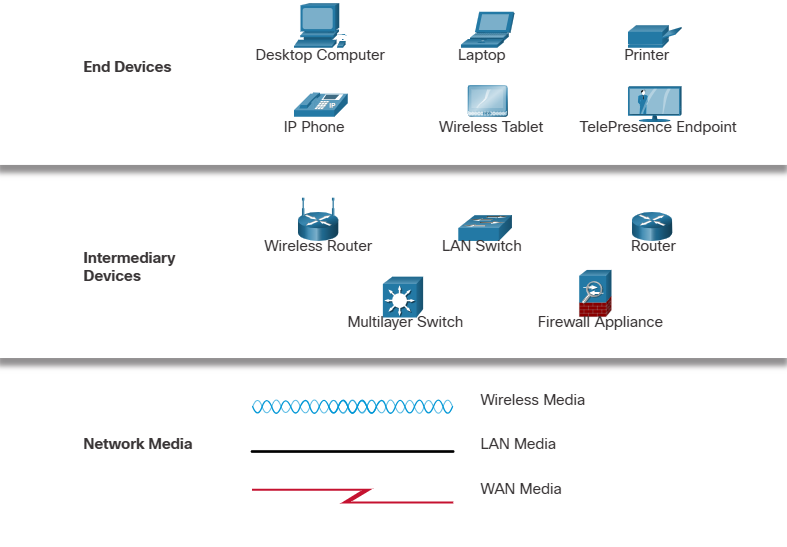 End Devices
Desktop Computer
Laptop
Printer
IP
IP Phone
Wireless Tablet
TelePresence Endpoint
Intermediary
Devices
Wireless Router
LAN Switch
Router
Multilayer Switch
Firewall Appliance
Network Media
Wireless Media
LAN Media
WAN Media